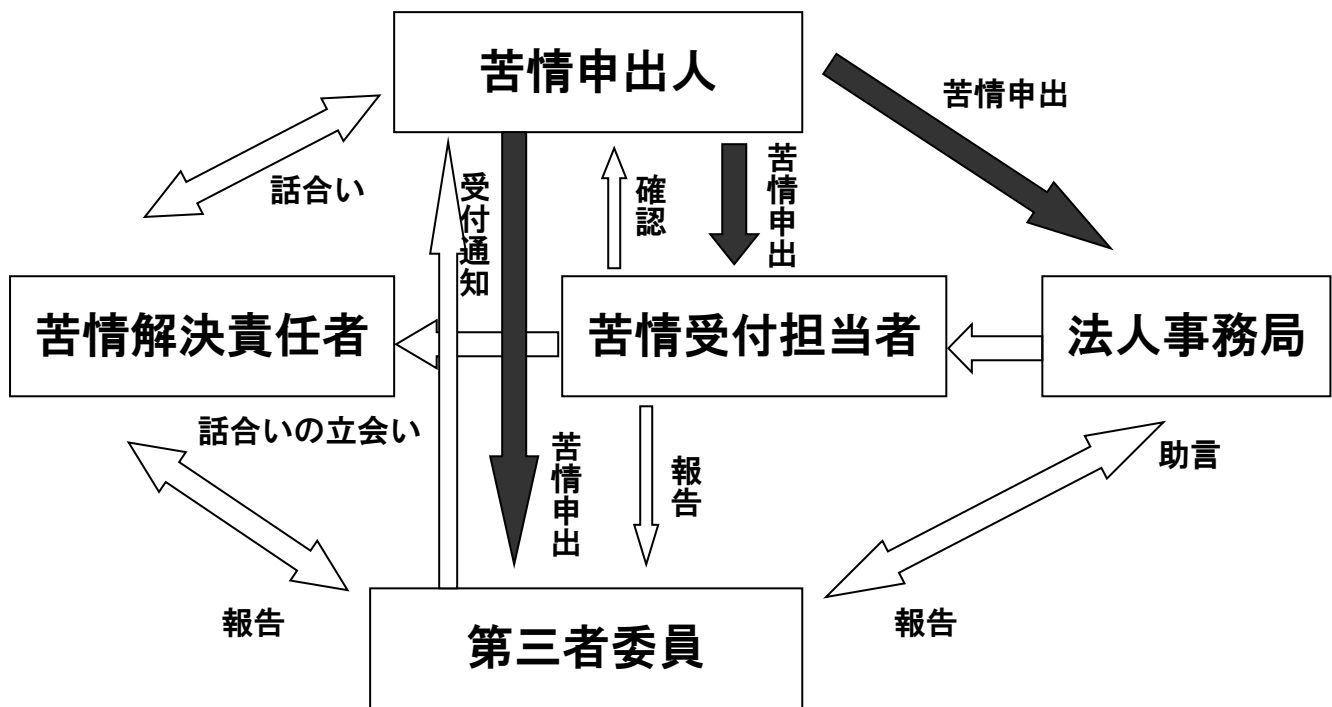 苦情申出人
苦情申出
話合い
受付通知
確認
苦情申出
苦情解決責任者
苦情受付担当者
法人事務局
話合いの立会い
苦情申出
報告
助言
報告
報告
第三者委員